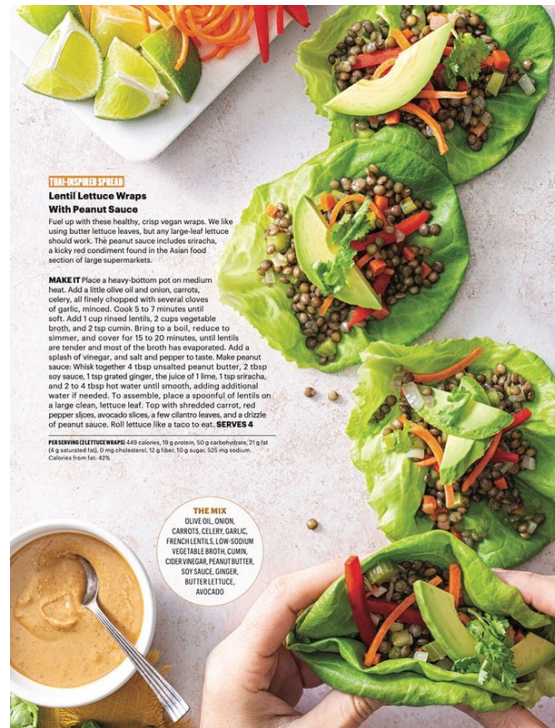 THAI-INSPIRED SPREAD
Lentil Lettuce Wraps
With Peanut Sauce
Fuel up with these healthy, crisp vegan wraps. We like
using butter lettuce leaves, but any large-leaf lettuce
should work. The peanut sauce includes sriracha,
a kicky red condiment found in the Asian food
section of large supermarkets.
MAKE IT Place a heavy-bottom pot on medium
heat. Add a little olive oil and onion, carrots,
celery, all finely chopped with several cloves
of garlic, minced. Cook 5 to 7 minutes until
soft. Add 1 cup rinsed lentils, 2 cups vegetable
broth, and 2 tsp cumin. Bring to a boil, reduce to
simmer, and cover for 15 to 20 minutes, until lentils
are tender and most of the broth has evaporated. Add a
splash of vinegar, and salt and pepper to taste. Make peanut
sauce: Whisk together 4 tbsp unsalted peanut butter, 2 tbsp
soy sauce, 1 tsp grated ginger, the juice of 1 lime, 1 tsp sriracha,
and 2 to 4 tbsp hot water until smooth, adding additional
water if needed. To assemble, place a spoonful of lentils on
a large clean, lettuce leaf. Top with shredded carrot, red
pepper slices, avocado slices, a few cilantro leaves, and a drizzle
of peanut sauce. Roll lettuce like a taco to eat. SERVES 4
PER SERVING (2 LETTUCE WRAPS) 449 calories, 19 g protein, 50 g carbohydrate, 21 g fat
(4 g saturated fat), 0 mg cholesterol, 12 g fiber, 10 g sugar, 525 mg sodium.
Calories from fat: 42%
THE MIX
OLIVE OIL, ONION,
CARROTS, CELERY, GARLIC,
FRENCH LENTILS, LOW-SODIUM
VEGETABLE BROTH, CUMIN,
CIDER VINEGAR, PEANUT BUTTER,
SOY SAUCE, GINGER,
BUTTER LETTUCE,
AVOCADO